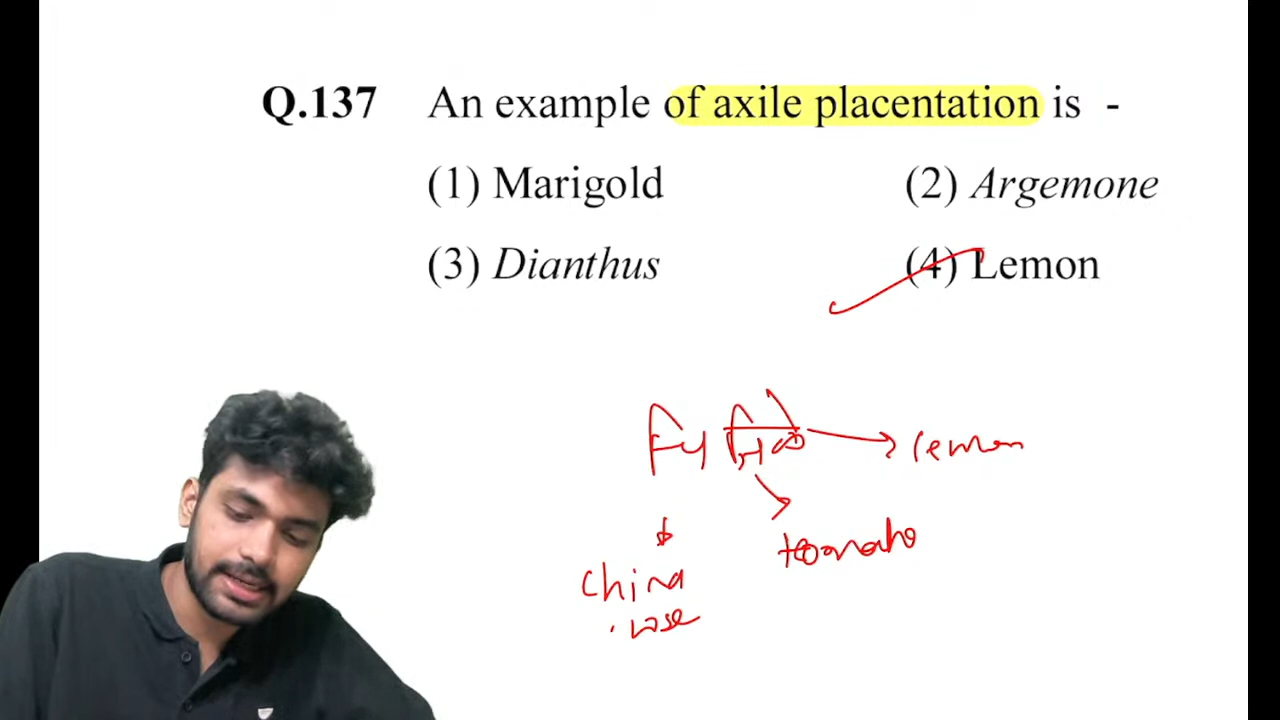 Q.137 An example of axile placentation is -
(1) Marigold (2) Argemone
(3) Dianthus (4) Lemon
lemon
tomato
China
rose